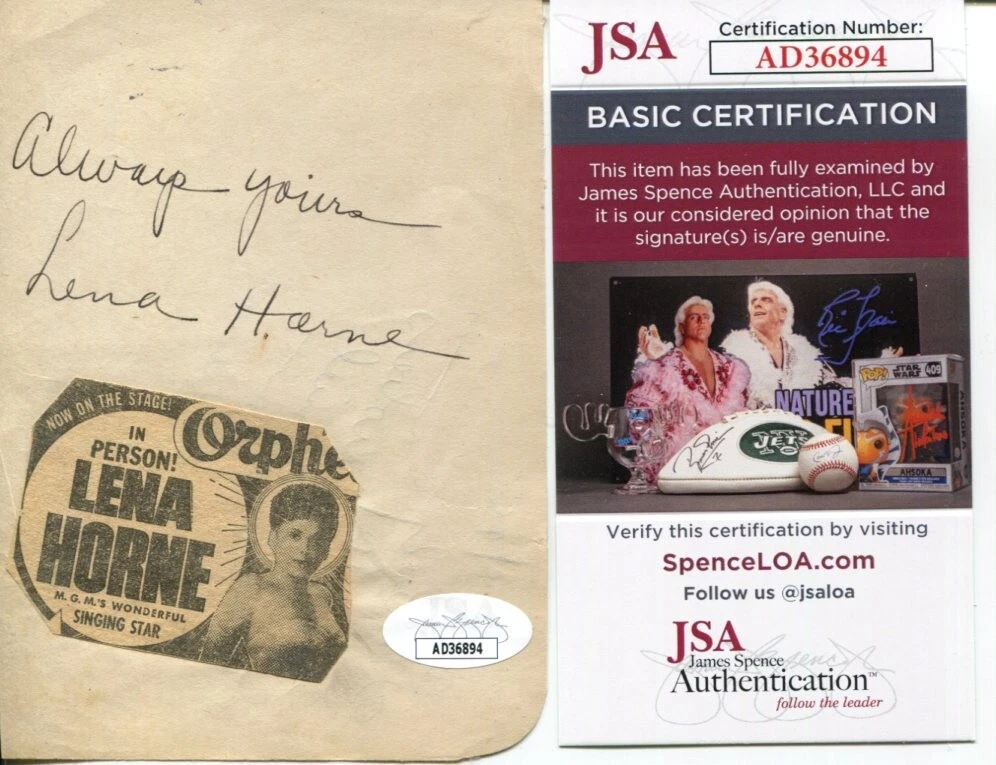 Always yours
Lena Horne
NOW ON THE STAGE!
Orphe
IN
PERSON!
LENA
HORNE
M.G.M.'S WONDERFUL
SINGING STAR
JSA
AD36894
JSA
Certification Number:
AD36894
BASIC CERTIFICATION
This item has been fully examined by
James Spence Authentication, LLC and
it is our considered opinion that the
signature(s) is/are genuine.
NATURE
JETS
POP!
STAR WARS
409
AHSOKA
AHSOKA
Verify this certification by visiting
SpenceLOA.com
Follow us @jsaloa
JSA
James Spence
Authentication™
follow the leader